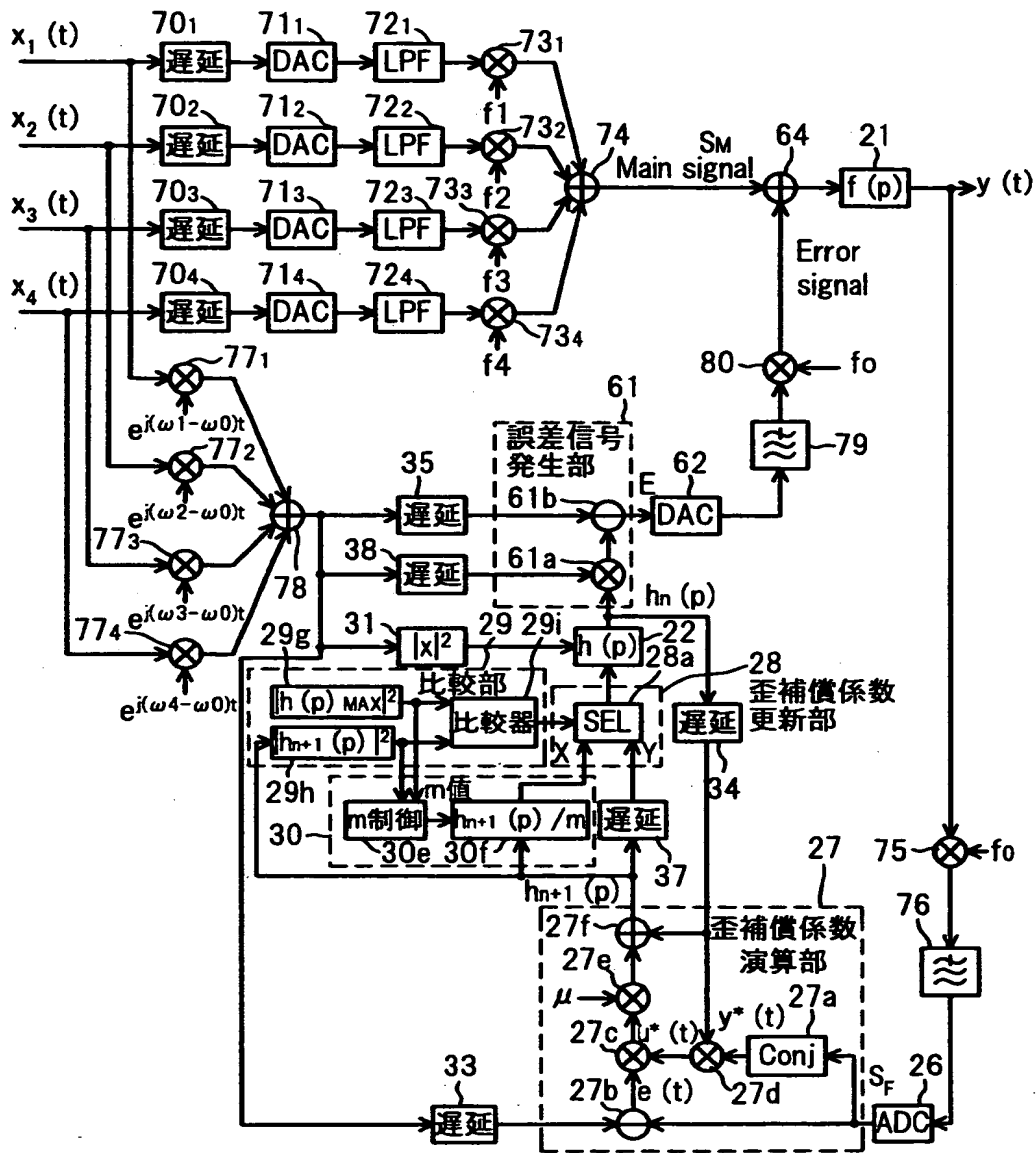 x₁ (t)
70₁
71₁
72₁
73₁
遅延
DAC
LPF
f1
x₂ (t)
70₂
71₂
72₂
73₂
遅延
DAC
LPF
f2
74
SM
Main signal
64
21
f (p)
y (t)
x₃ (t)
70₃
71₃
72₃
73₃
遅延
DAC
LPF
f3
x₄ (t)
70₄
71₄
72₄
73₄
遅延
DAC
LPF
f4
Error
signal
77₁
e^j(ω1-ω0)t
77₂
e^j(ω2-ω0)t
77₃
e^j(ω3-ω0)t
77₄
e^j(ω4-ω0)t
78
80
fo
79
61
誤差信号
発生部
35
遅延
61b
E
62
DAC
38
遅延
61a
hn (p)
31
|x|²
22
h (p)
29g
29
29i
比較部
|h (p) MAX|²
比較器
|hn+1 (p)|²
29h
28a
28
SEL
X
Y
歪補償係数
更新部
遅延
34
m値
m制御
hn+1 (p) /m
遅延
30
30e
30f
37
hn+1 (p)
75
fo
76
27
27f
歪補償係数
演算部
27e
μ
27c
u* (t)
y* (t)
27a
Conj
27d
27b
e (t)
33
遅延
SF
26
ADC